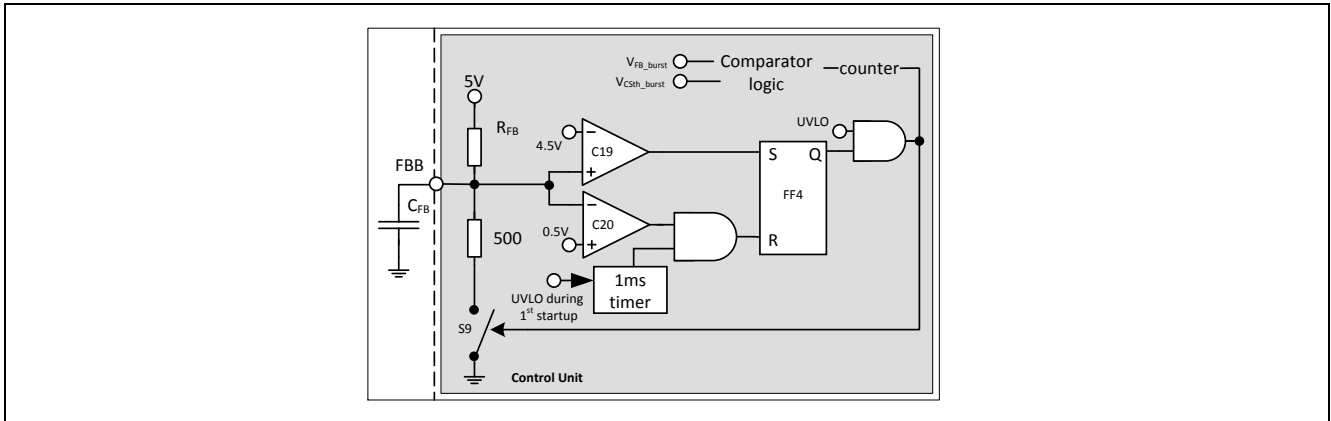 V_FB_burst
V_CSth_burst
Comparator
logic
counter
5V
R_FB
UVLO
4.5V
C19
S Q
FBB
FF4
C_FB
C20
500
0.5V
R
1ms
timer
UVLO during
1st startup
S9
Control Unit